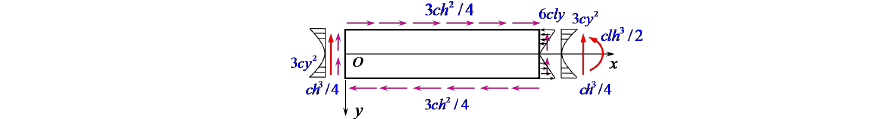 3ch²/4
6cly
3cy²
clh³/2
3cy²
O
x
ch³/4
ch³/4
3ch²/4
y